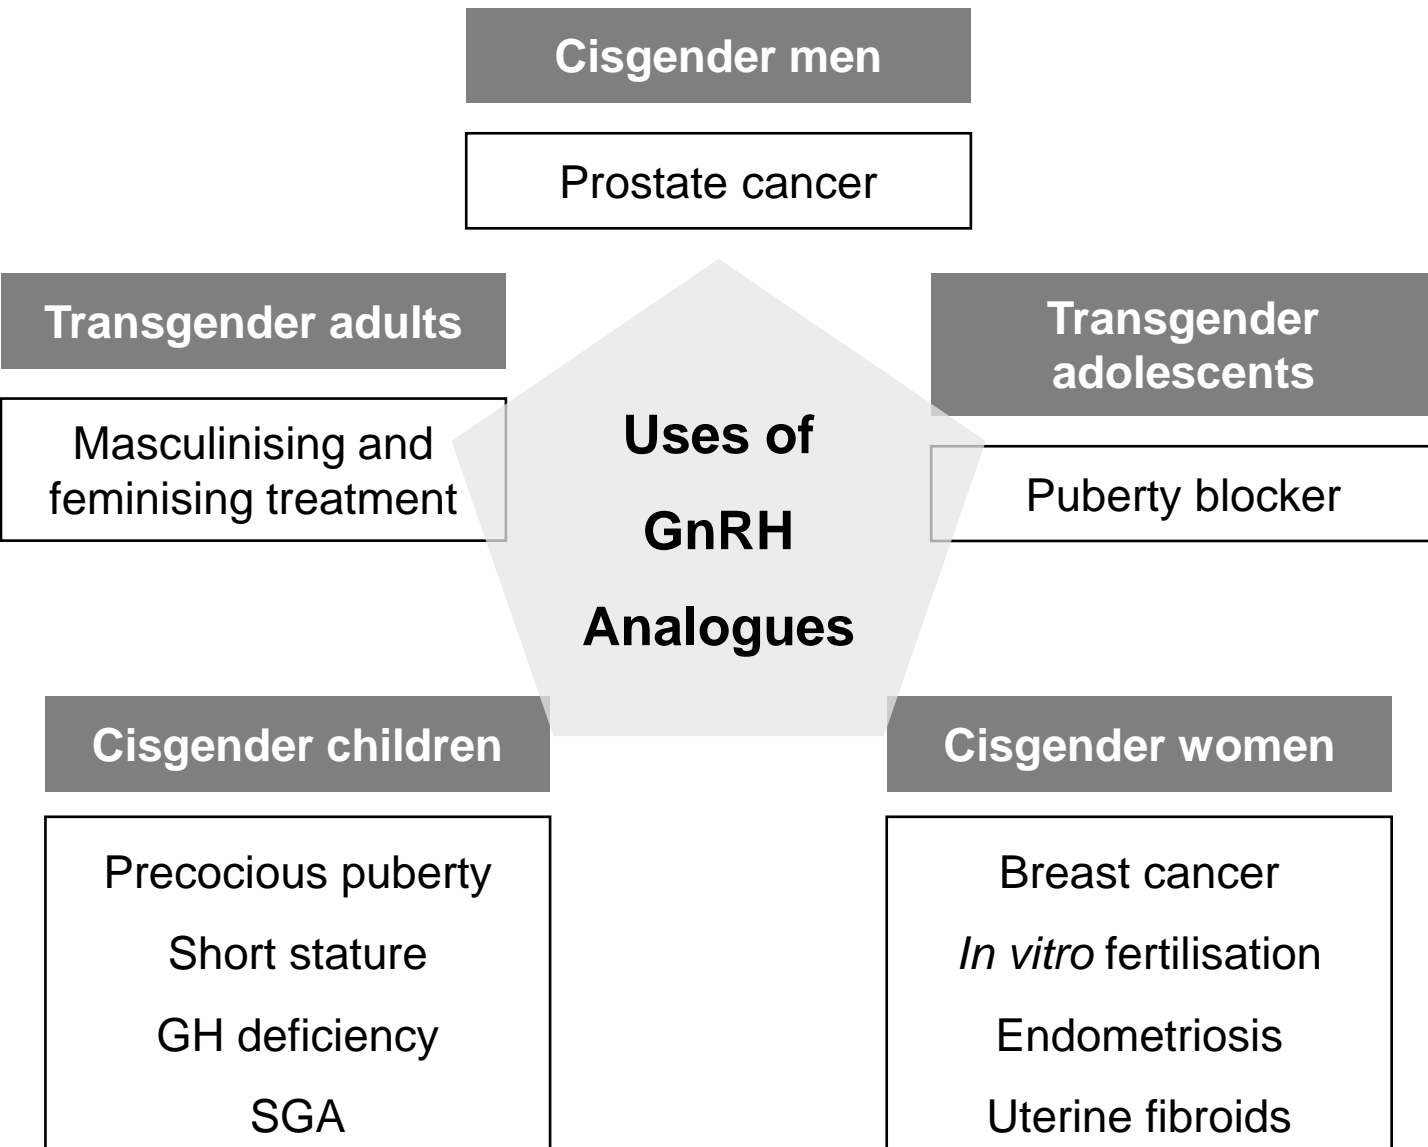 Cisgender men
Prostate cancer
Transgender adults
Masculinising and
feminising treatment
Transgender
adolescents
Puberty blocker
Uses of
GnRH
Analogues
Cisgender children
Precocious puberty
Short stature
GH deficiency
SGA
Cisgender women
Breast cancer
In vitro fertilisation
Endometriosis
Uterine fibroids